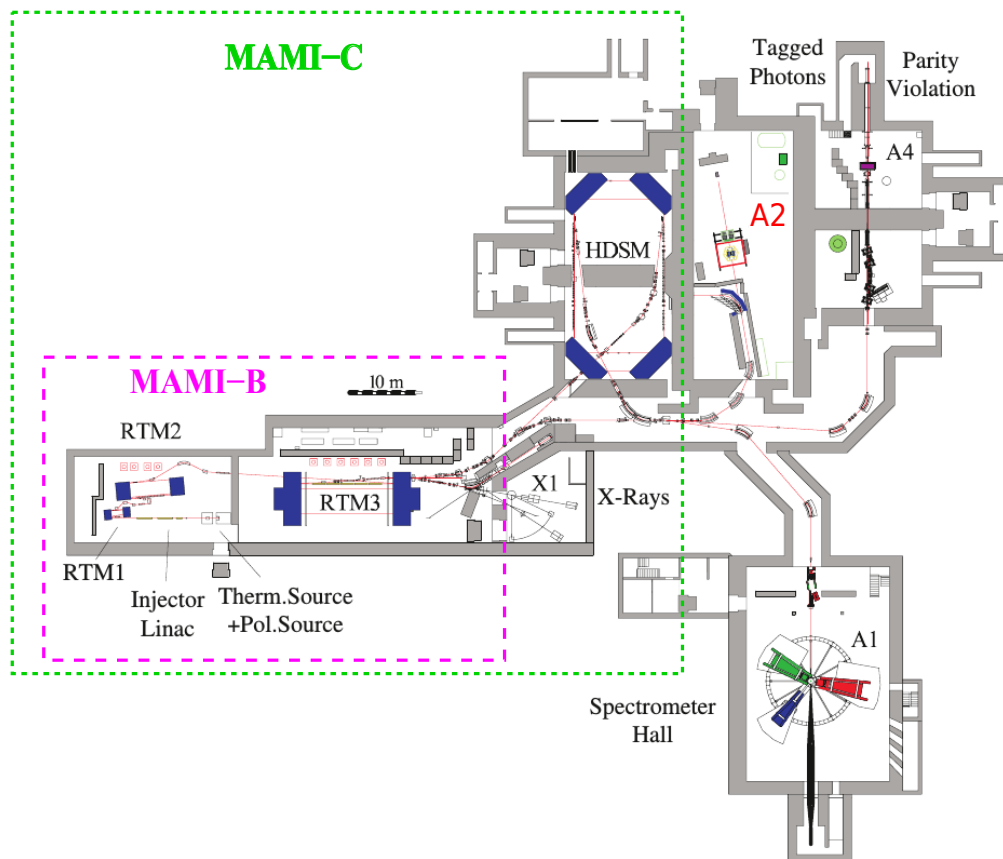 MAMI-C
Tagged
Photons
Parity
Violation
A4
A2
HDSM
MAMI-B
10 m
RTM2
RTM3
X1
X-Rays
RTM1
Injector
Linac
Therm.Source
+Pol.Source
A1
Spectrometer
Hall